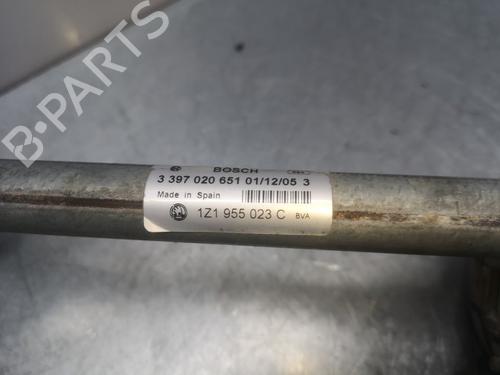 BOSCH
3 397 020 651 01/12/05 3
Made in Spain
1Z1 955 023 C BVA
B-PARTS